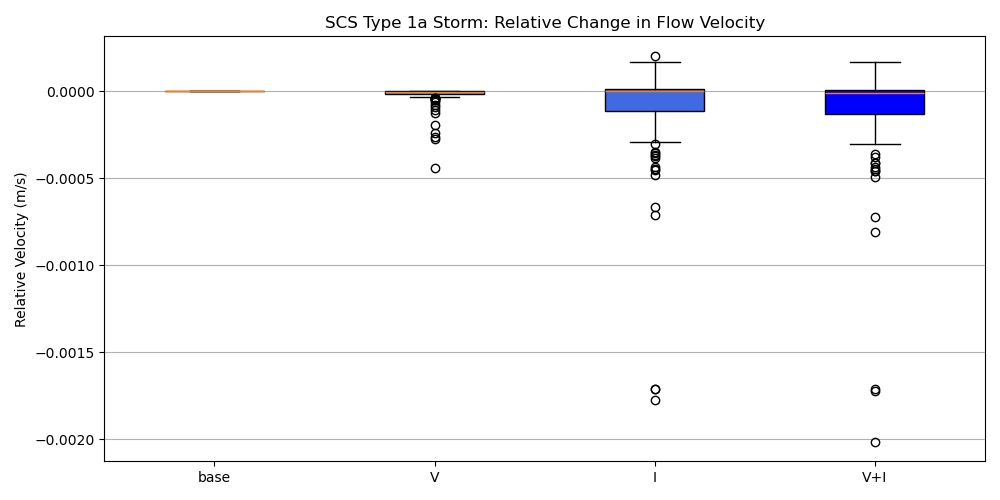 SCS Type 1a Storm: Relative Change in Flow Velocity
Relative Velocity (m/s)
0.0000
−0.0005
−0.0010
−0.0015
−0.0020
base V I V+I